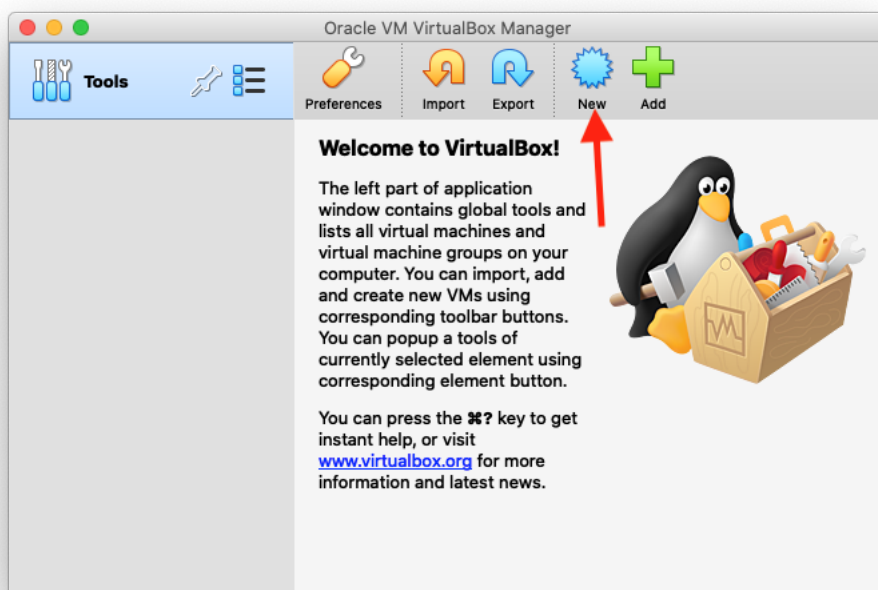 Oracle VM VirtualBox Manager
Tools
Preferences
Import
Export
New
Add
Welcome to VirtualBox!
The left part of application
window contains global tools and
lists all virtual machines and
virtual machine groups on your
computer. You can import, add
and create new VMs using
corresponding toolbar buttons.
You can popup a tools of
currently selected element using
corresponding element button.
You can press the ⌘? key to get
instant help, or visit
www.virtualbox.org for more
information and latest news.